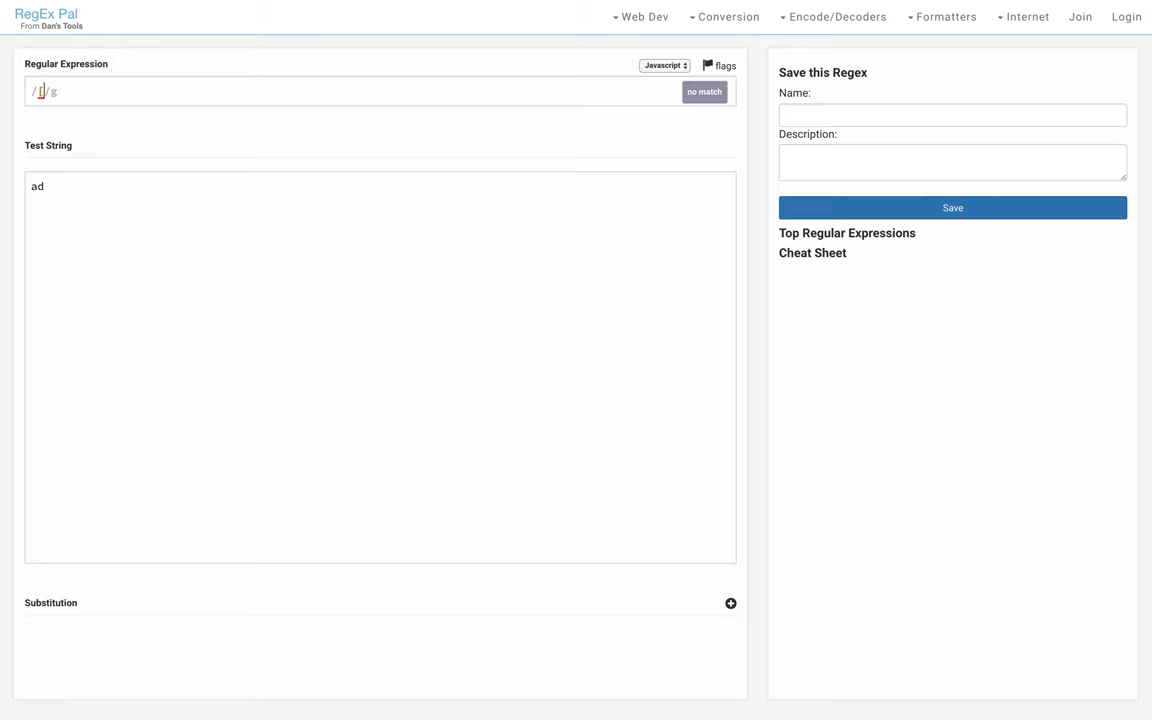 RegEx Pal
From Dan's Tools
Web Dev
Conversion
Encode/Decoders
Formatters
Internet
Join
Login
Regular Expression
Javascript
flags
/[/g
no match
Test String
ad
Substitution
Save this Regex
Name:
Description:
Save
Top Regular Expressions
Cheat Sheet